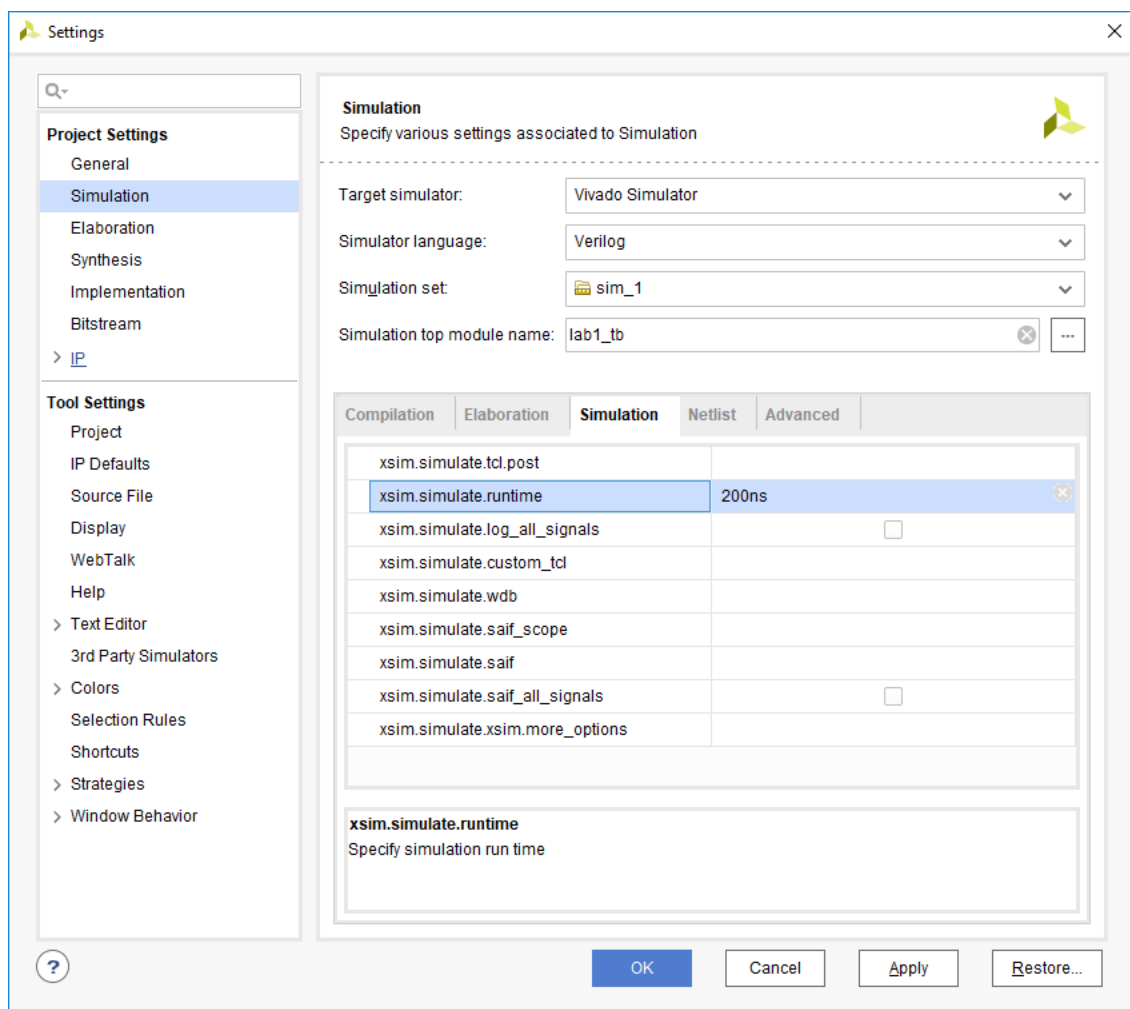 Settings
Project Settings
General
Simulation
Elaboration
Synthesis
Implementation
Bitstream
IP
Tool Settings
Project
IP Defaults
Source File
Display
WebTalk
Help
Text Editor
3rd Party Simulators
Colors
Selection Rules
Shortcuts
Strategies
Window Behavior
Simulation
Specify various settings associated to Simulation
Target simulator: Vivado Simulator
Simulator language: Verilog
Simulation set: sim_1
Simulation top module name: lab1_tb ...
Compilation Elaboration Simulation Netlist Advanced
xsim.simulate.tcl.post
xsim.simulate.runtime 200ns
xsim.simulate.log_all_signals
xsim.simulate.custom_tcl
xsim.simulate.wdb
xsim.simulate.saif_scope
xsim.simulate.saif
xsim.simulate.saif_all_signals
xsim.simulate.xsim.more_options
xsim.simulate.runtime
Specify simulation run time
? OK Cancel Apply Restore...